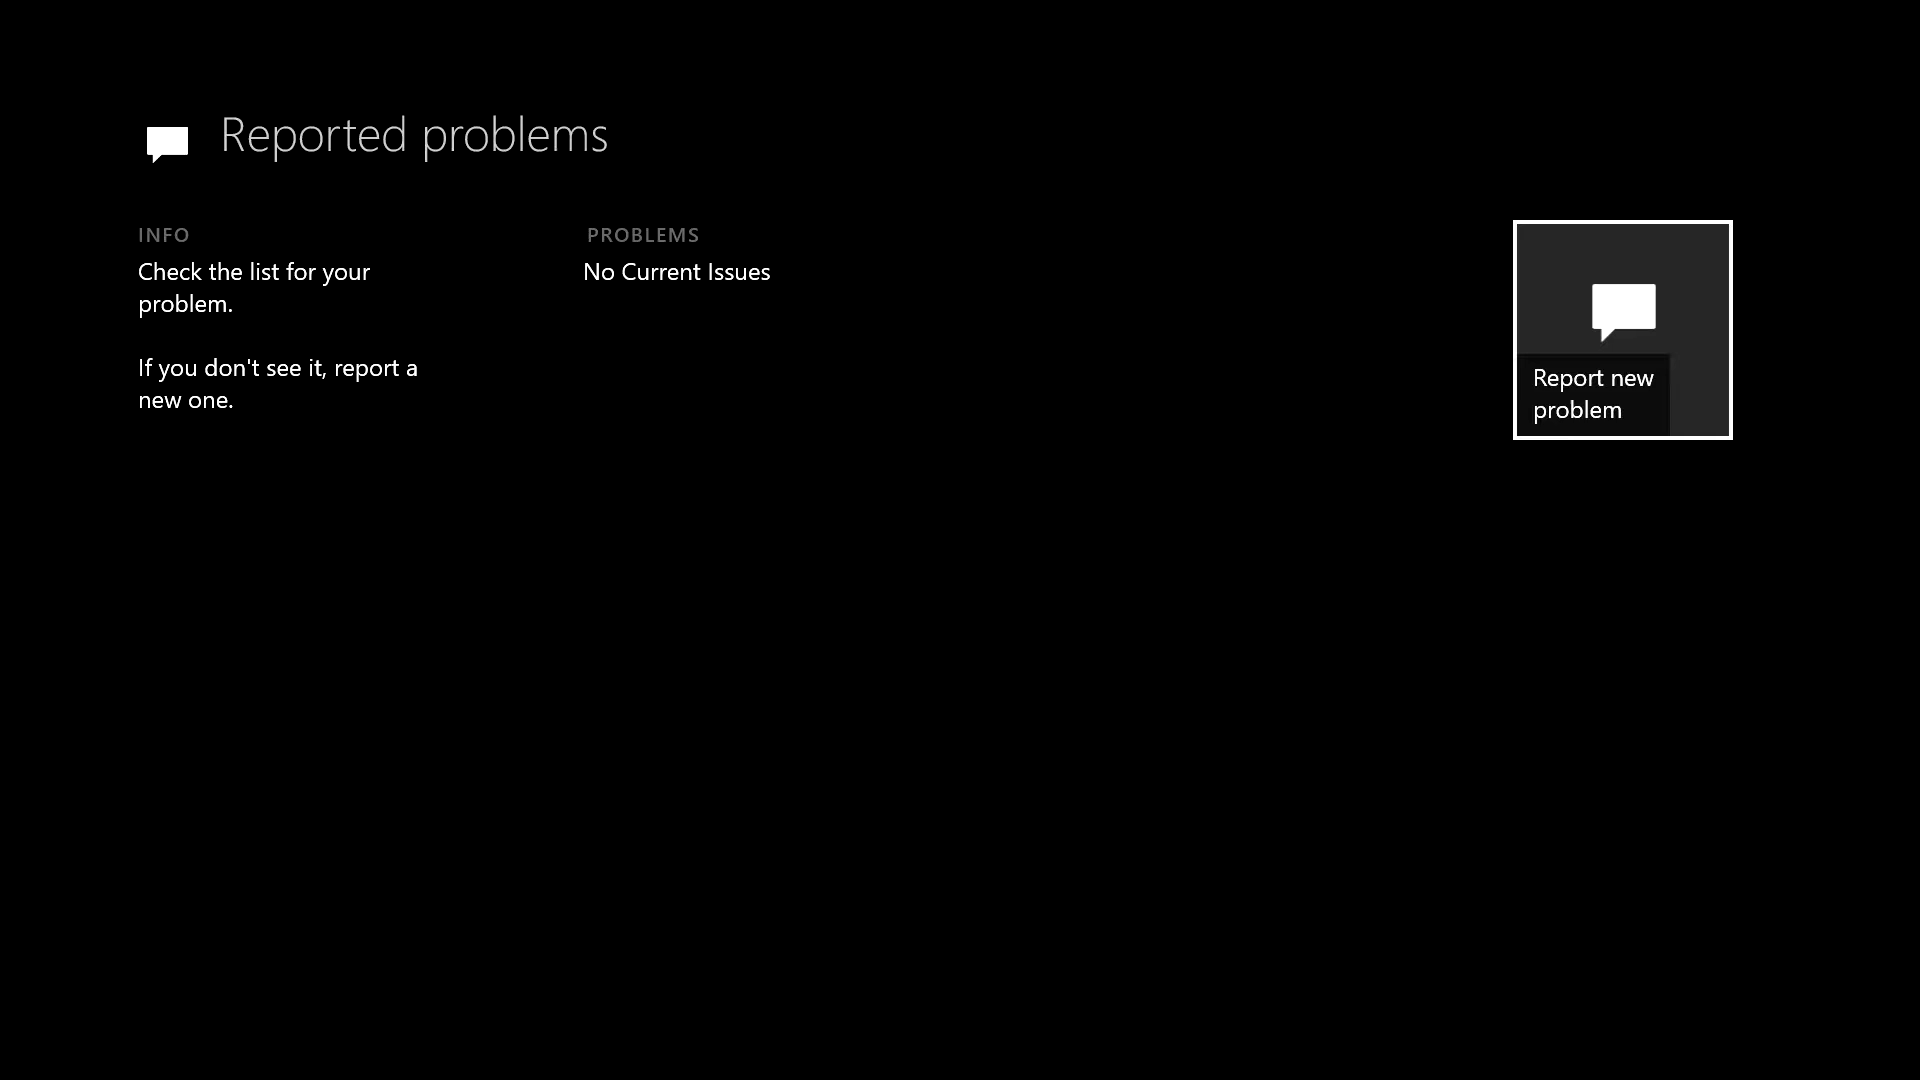 Reported problems
INFO
Check the list for your
problem.
If you don't see it, report a
new one.
PROBLEMS
No Current Issues
Report new
problem